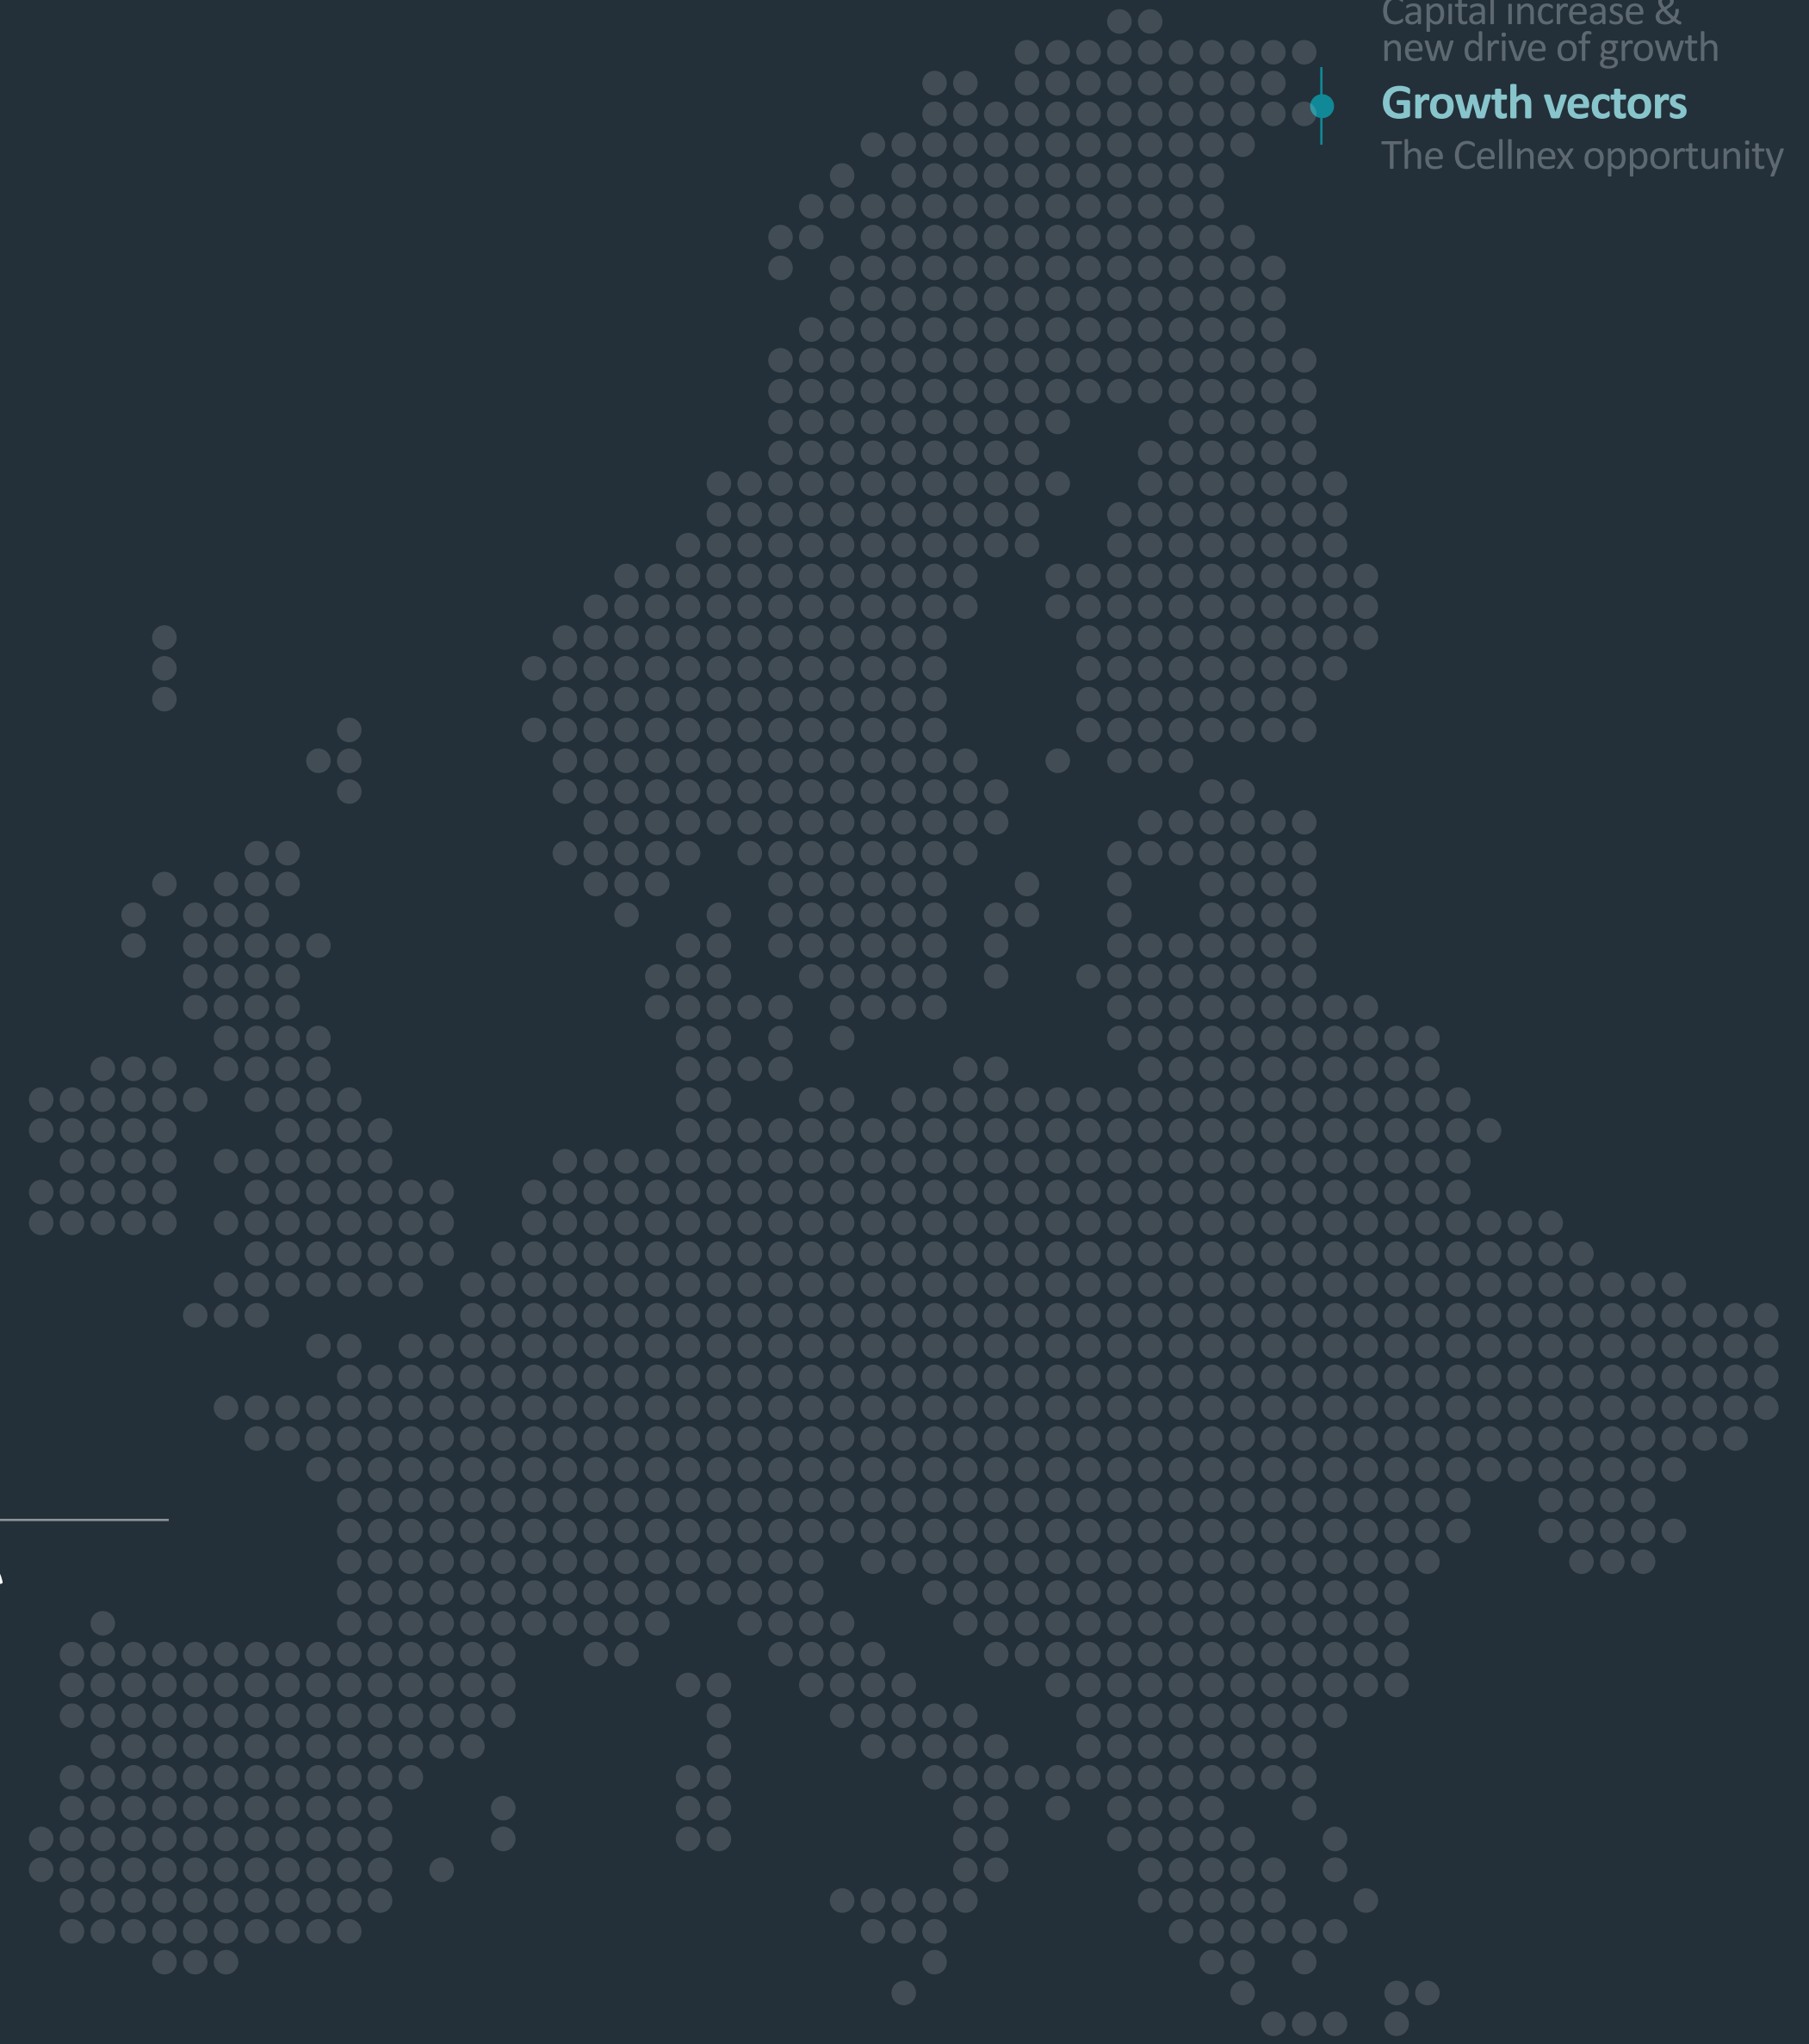 Capital increase &
new drive of growth
Growth vectors
The Cellnex opportunity